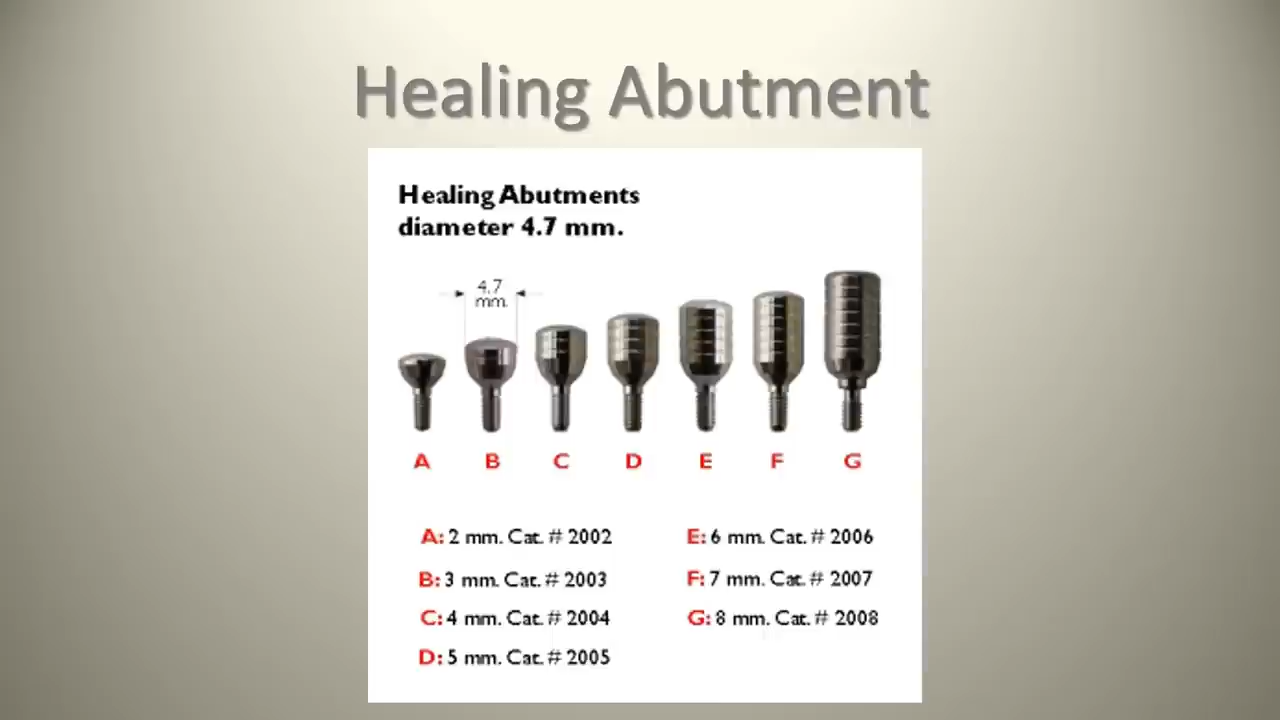 Healing Abutment
Healing Abutments
diameter 4.7 mm.
4.7
mm.
A B C D E F G
A: 2 mm. Cat. # 2002
B: 3 mm. Cat. # 2003
C: 4 mm. Cat. # 2004
D: 5 mm. Cat. # 2005
E: 6 mm. Cat. # 2006
F: 7 mm. Cat. # 2007
G: 8 mm. Cat. # 2008